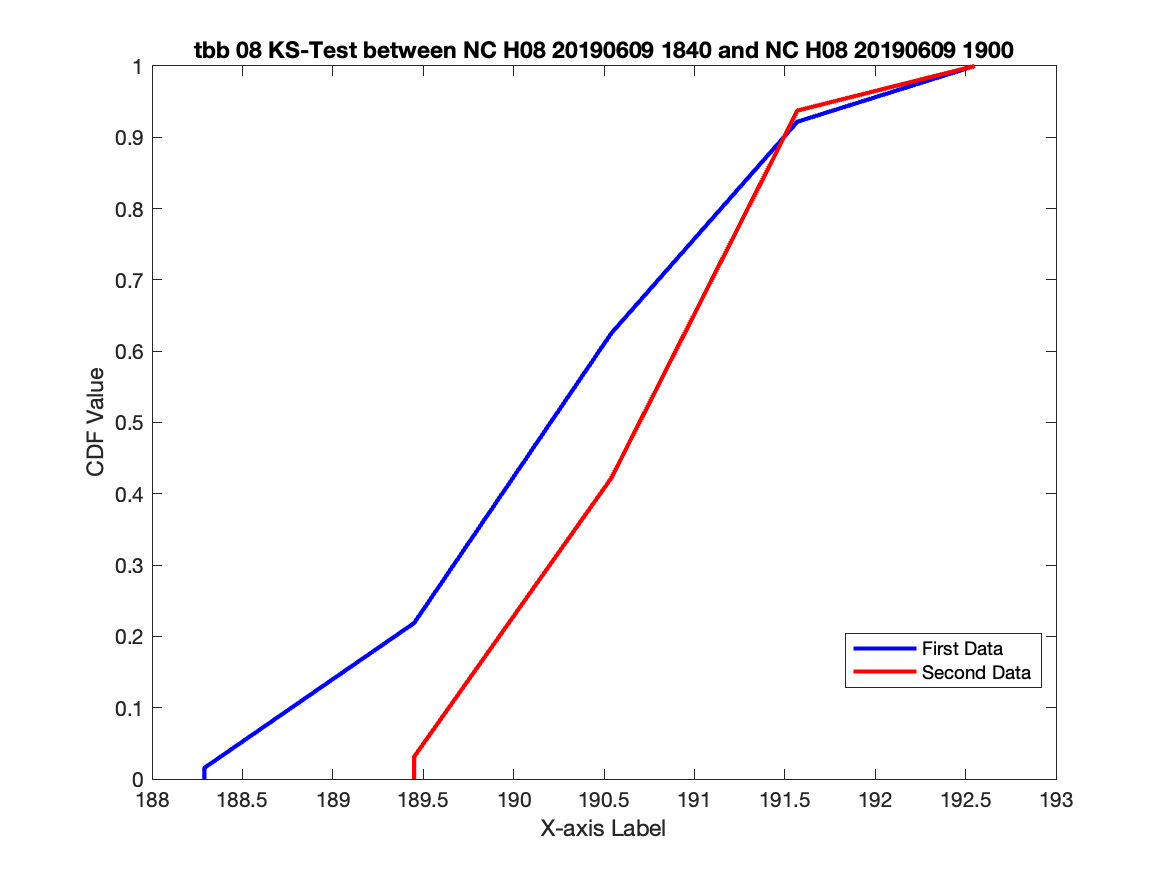 tbb 08 KS-Test between NC H08 20190609 1840 and NC H08 20190609 1900
1
0.9
0.8
0.7
0.6
0.5
0.4
0.3
0.2
0.1
0
CDF Value
First Data
Second Data
188 188.5 189 189.5 190 190.5 191 191.5 192 192.5 193
X-axis Label